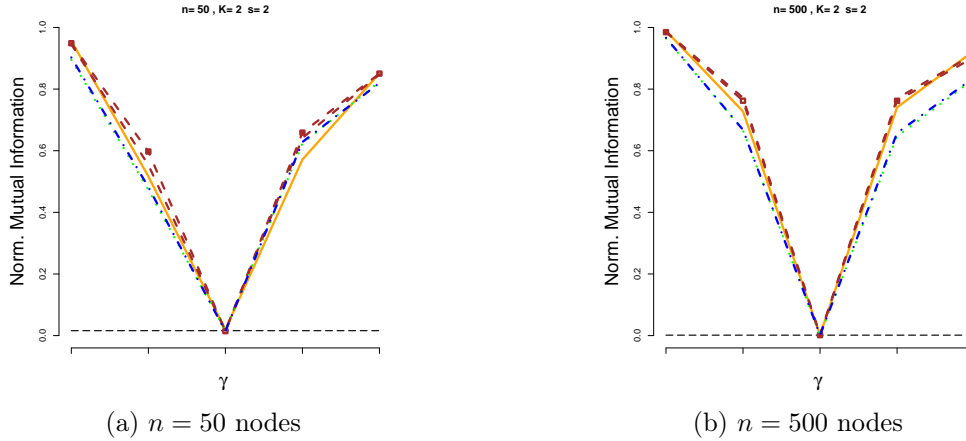 n= 50 , K= 2 s= 2
Norm. Mutual Information
1.0
0.8
0.6
0.4
0.2
0.0
γ
(a) n = 50 nodes
n= 500 , K= 2 s= 2
Norm. Mutual Information
1.0
0.8
0.6
0.4
0.2
0.0
γ
(b) n = 500 nodes